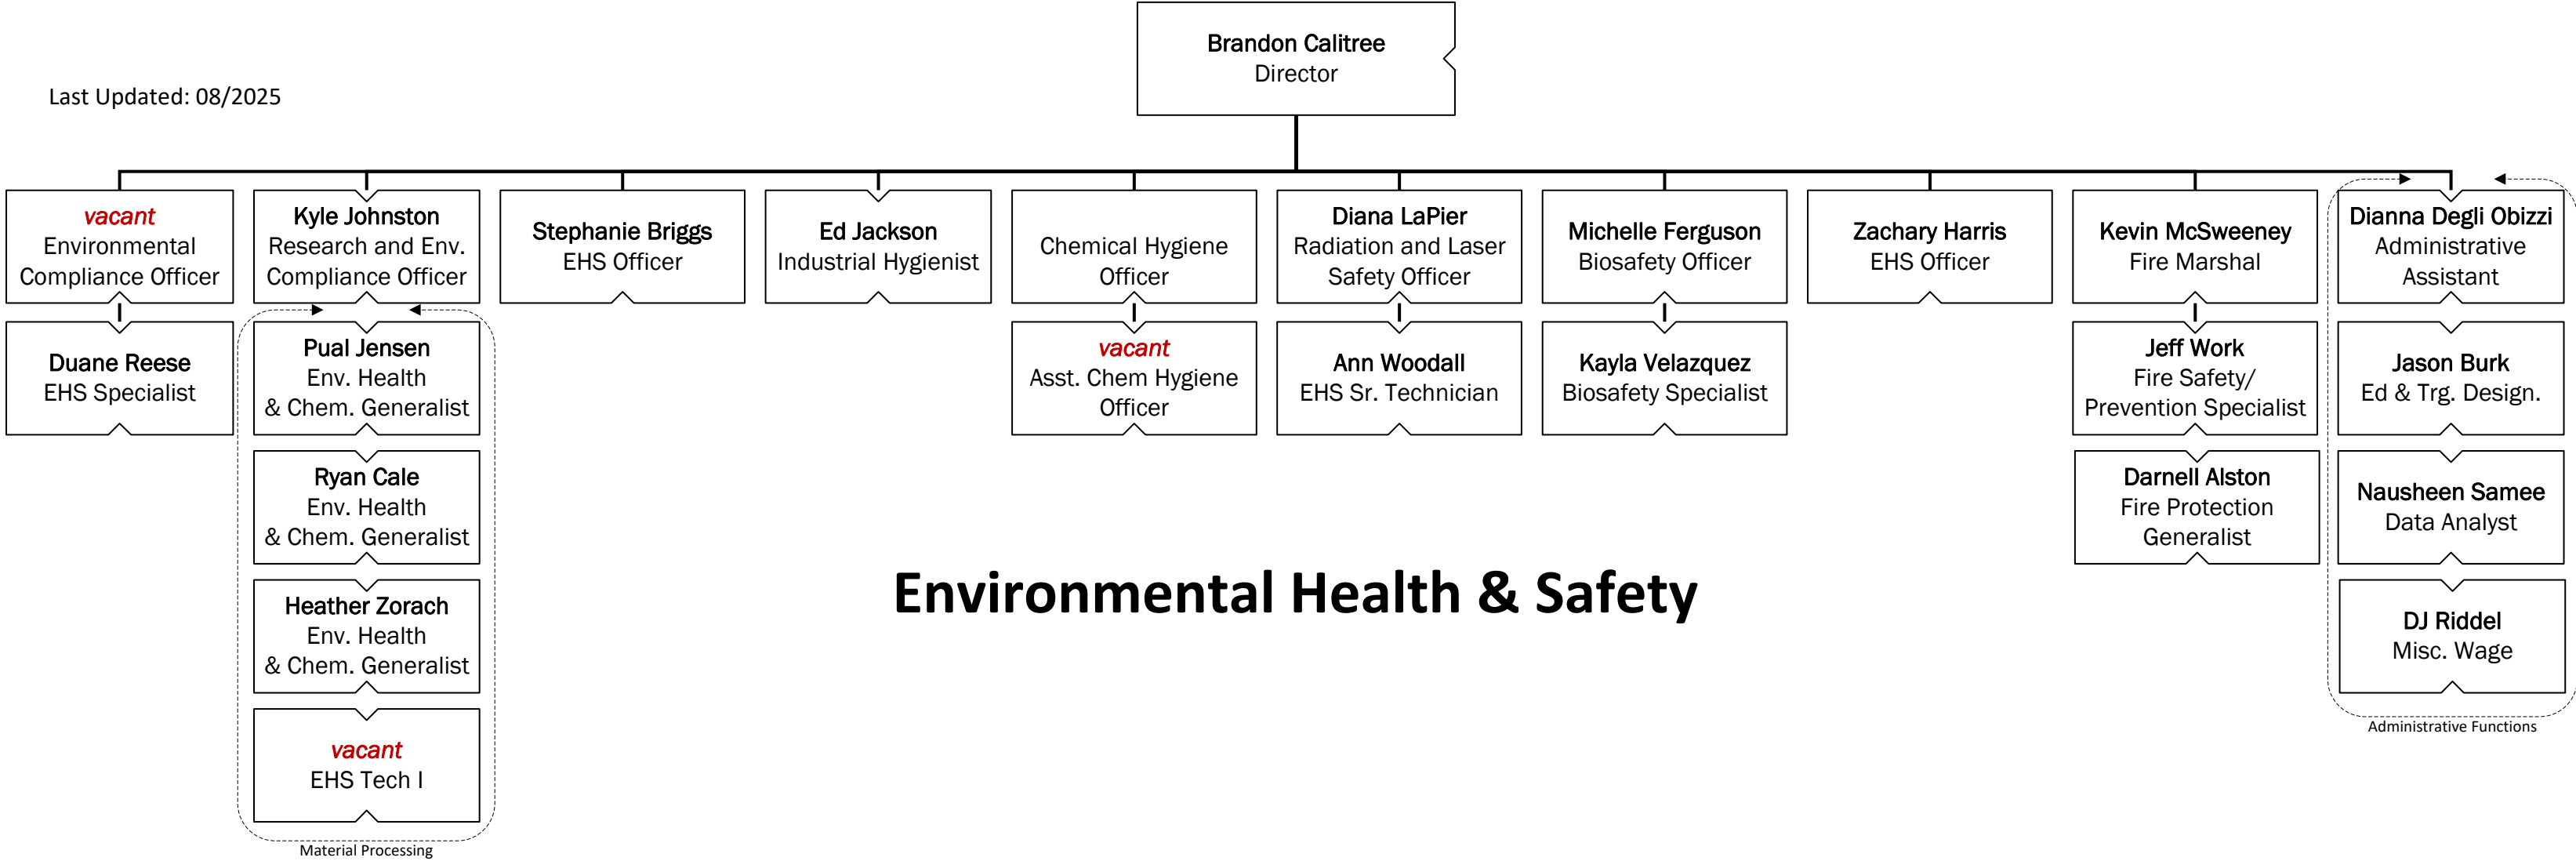 Brandon Calitree
Director
Last Updated: 08/2025
vacant
Environmental
Compliance Officer
Kyle Johnston
Research and Env.
Compliance Officer
Stephanie Briggs
EHS Officer
Ed Jackson
Industrial Hygienist
Chemical Hygiene
Officer
Diana LaPier
Radiation and Laser
Safety Officer
Michelle Ferguson
Biosafety Officer
Zachary Harris
EHS Officer
Kevin McSweeney
Fire Marshal
Dianna Degli Obizzi
Administrative
Assistant
Duane Reese
EHS Specialist
Pual Jensen
Env. Health
& Chem. Generalist
vacant
Asst. Chem Hygiene
Officer
Ann Woodall
EHS Sr. Technician
Kayla Velazquez
Biosafety Specialist
Jeff Work
Fire Safety/
Prevention Specialist
Jason Burk
Ed & Trg. Design.
Ryan Cale
Env. Health
& Chem. Generalist
Darnell Alston
Fire Protection
Generalist
Nausheen Samee
Data Analyst
Environmental Health & Safety
Heather Zorach
Env. Health
& Chem. Generalist
DJ Riddel
Misc. Wage
vacant
EHS Tech I
Administrative Functions
Material Processing